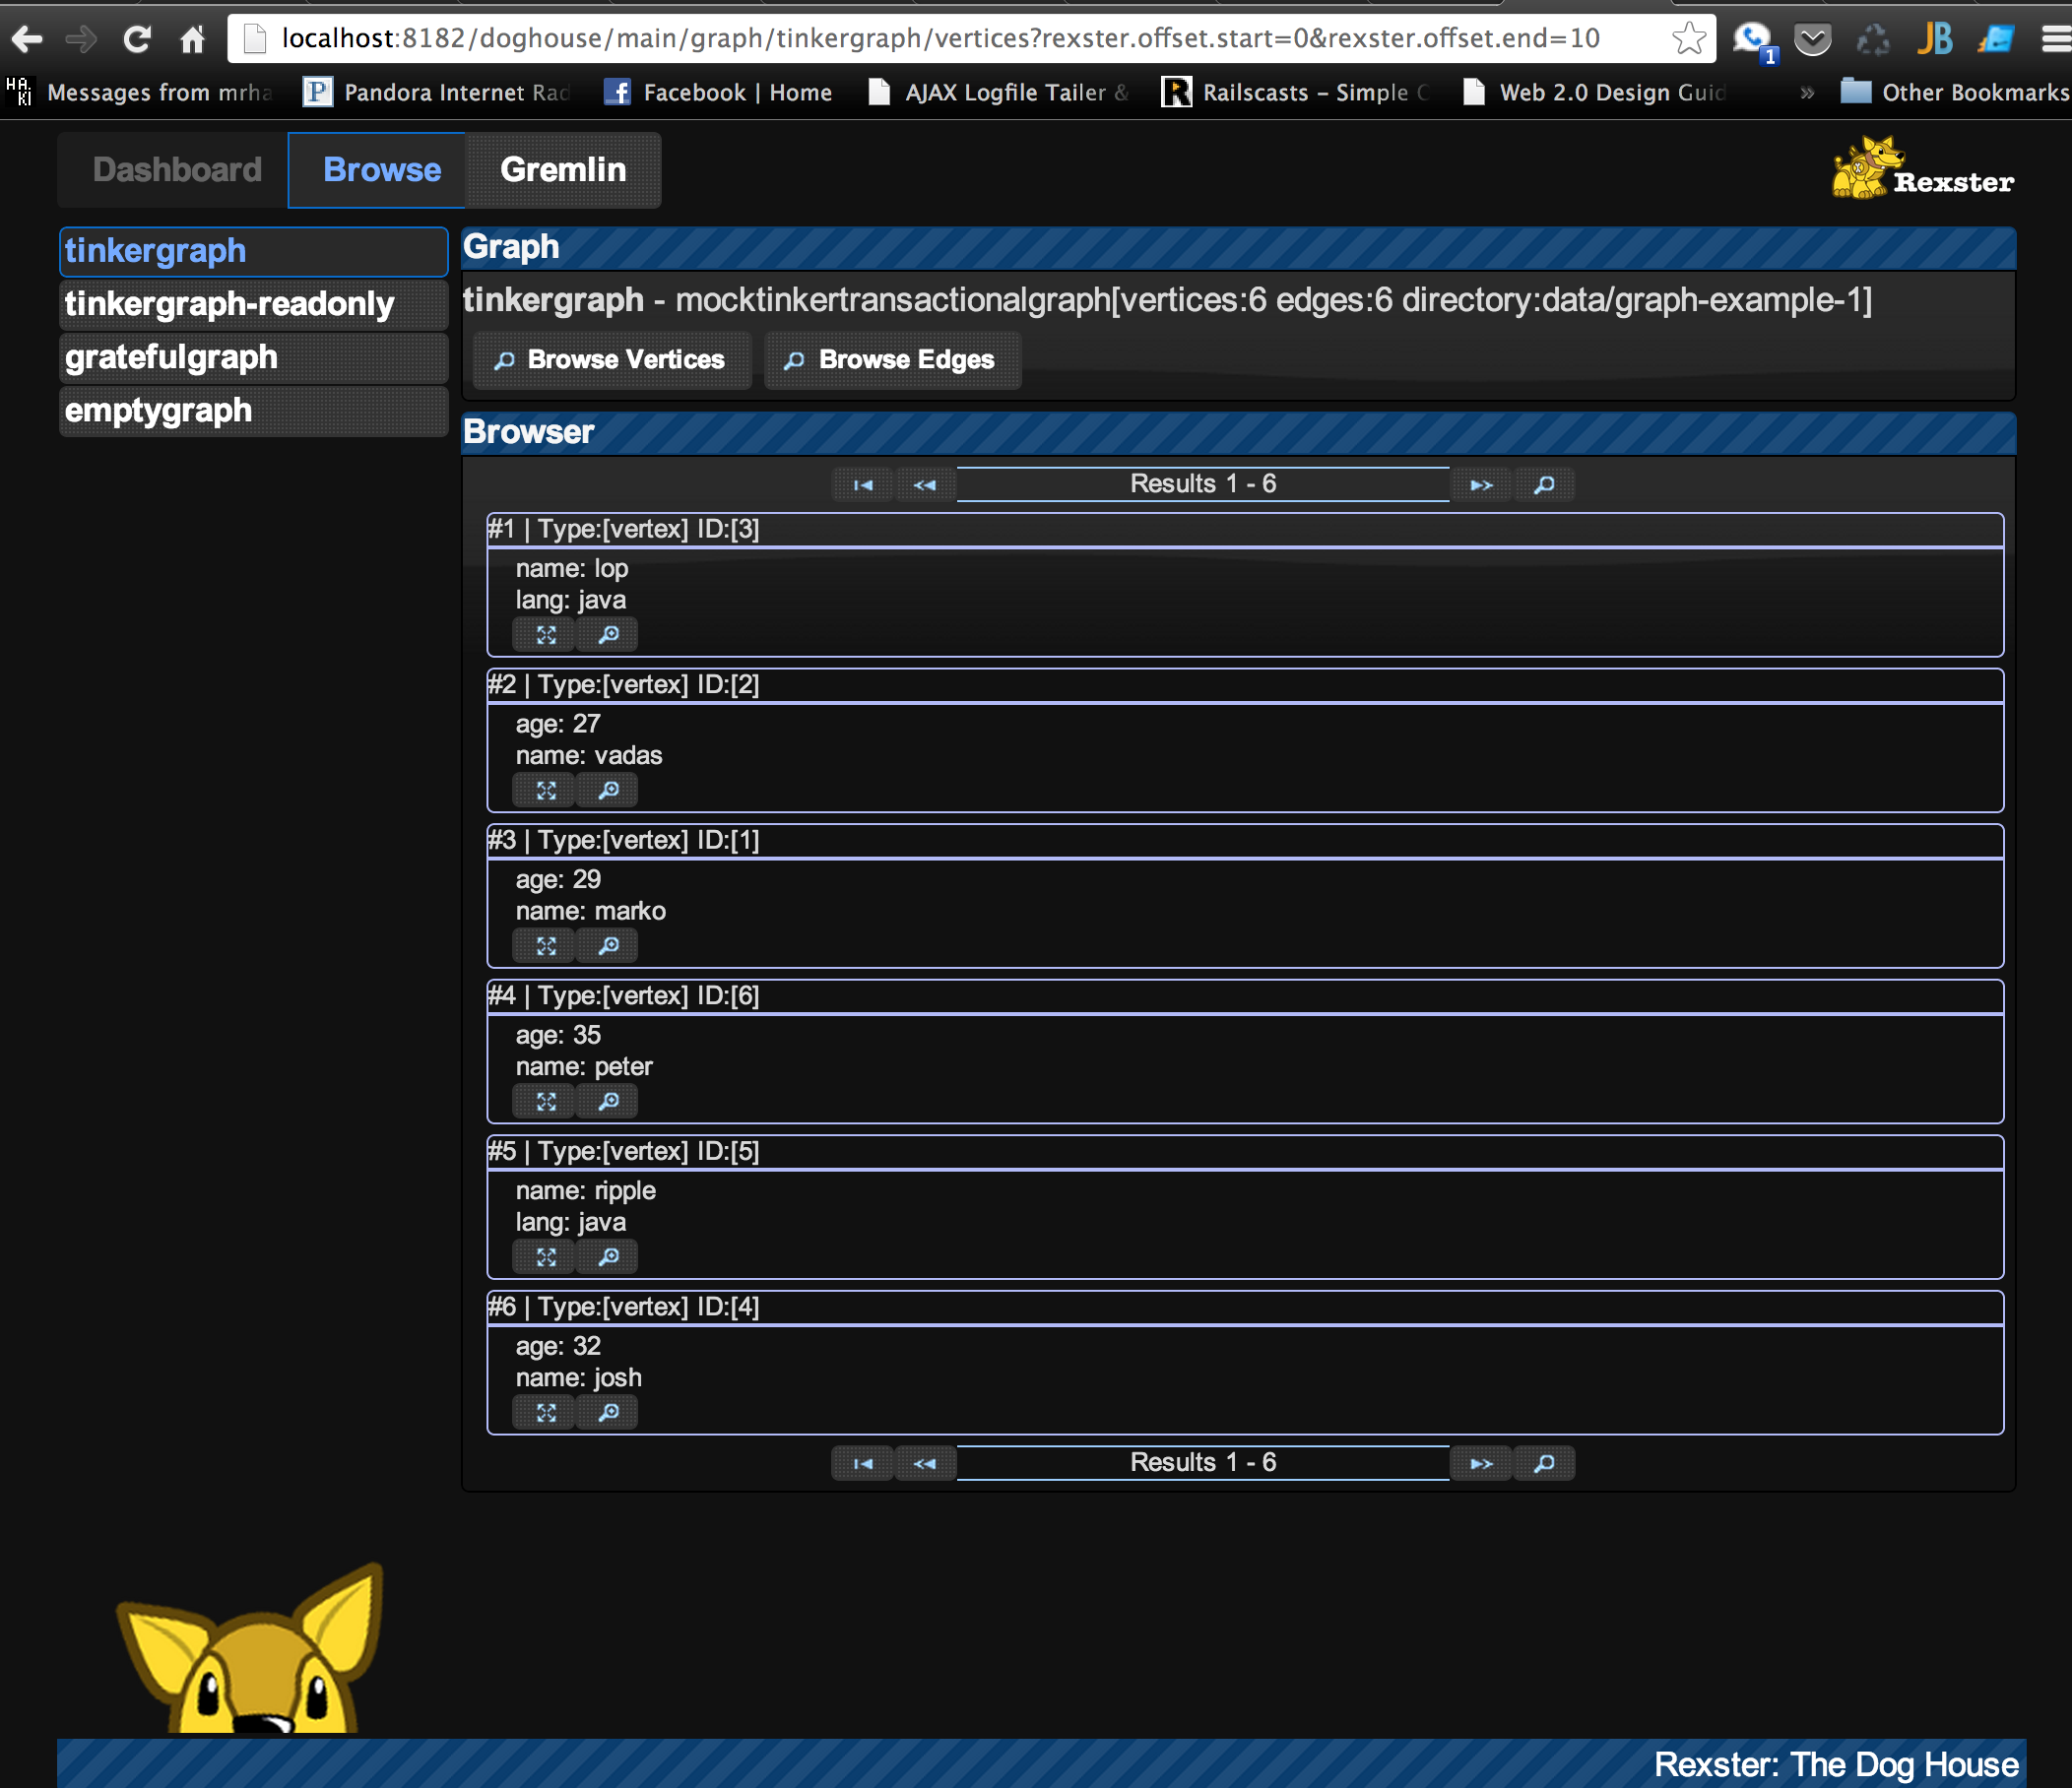 localhost:8182/doghouse/main/graph/tinkergraph/vertices?rexster.offset.start=0&rexster.offset.end=10
1
JB
HA KI Messages from mrha
P Pandora Internet Rad
f Facebook | Home
AJAX Logfile Tailer &
R Railscasts – Simple C
Web 2.0 Design Guid
» Other Bookmarks
Dashboard Browse Gremlin
Rexster
tinkergraph
tinkergraph-readonly
gratefulgraph
emptygraph
Graph
tinkergraph - mocktinkertransactionalgraph[vertices:6 edges:6 directory:data/graph-example-1]
Browse Vertices Browse Edges
Browser
Results 1 - 6
#1 | Type:[vertex] ID:[3]
name: lop
lang: java
#2 | Type:[vertex] ID:[2]
age: 27
name: vadas
#3 | Type:[vertex] ID:[1]
age: 29
name: marko
#4 | Type:[vertex] ID:[6]
age: 35
name: peter
#5 | Type:[vertex] ID:[5]
name: ripple
lang: java
#6 | Type:[vertex] ID:[4]
age: 32
name: josh
Results 1 - 6
Rexster: The Dog House